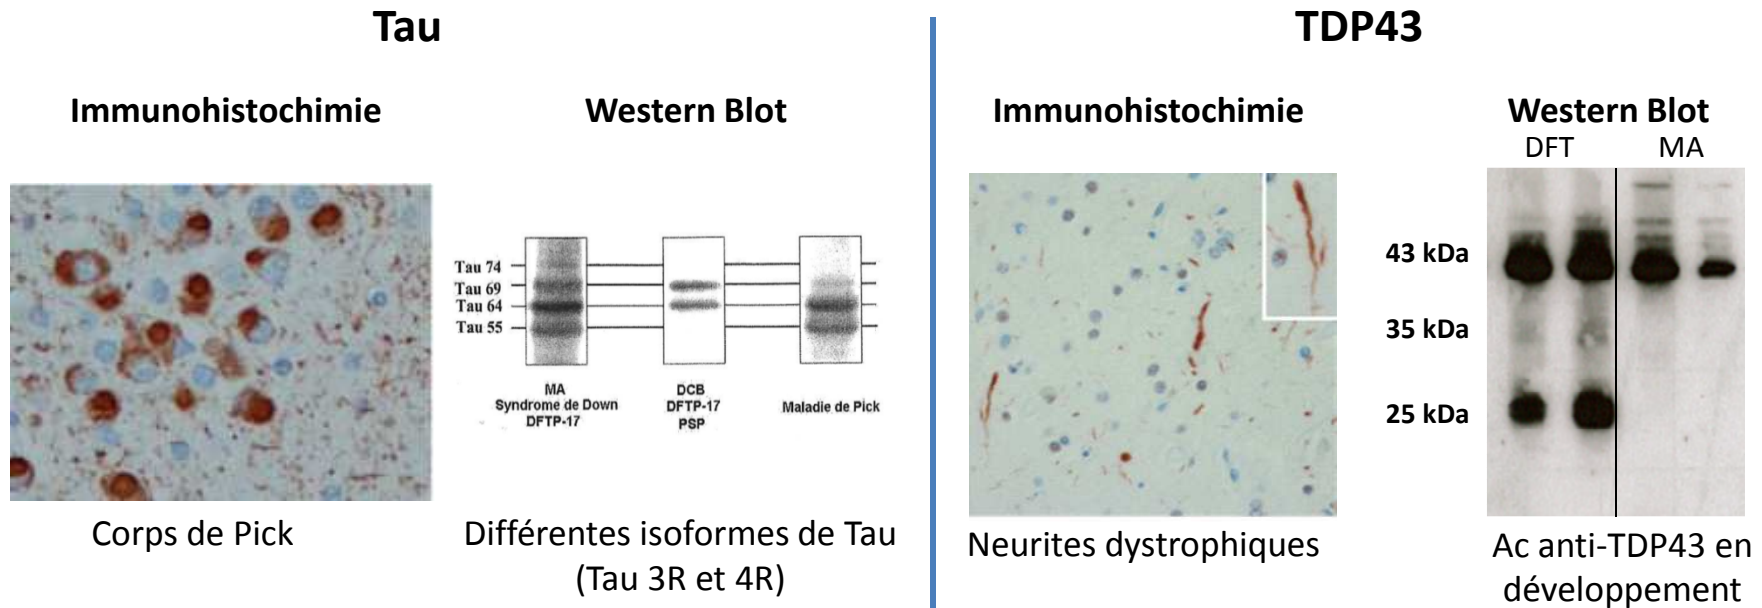 Tau
Immunohistochimie
Western Blot
Tau 74
Tau 69
Tau 64
Tau 55
MA
Syndrome de Down
DFTP-17
DCB
DFTP-17
PSP
Maladie de Pick
Corps de Pick
Différentes isoformes de Tau
(Tau 3R et 4R)
TDP43
Immunohistochimie
Western Blot
DFT
MA
43 kDa
35 kDa
25 kDa
Neurites dystrophiques
Ac anti-TDP43 en
développement